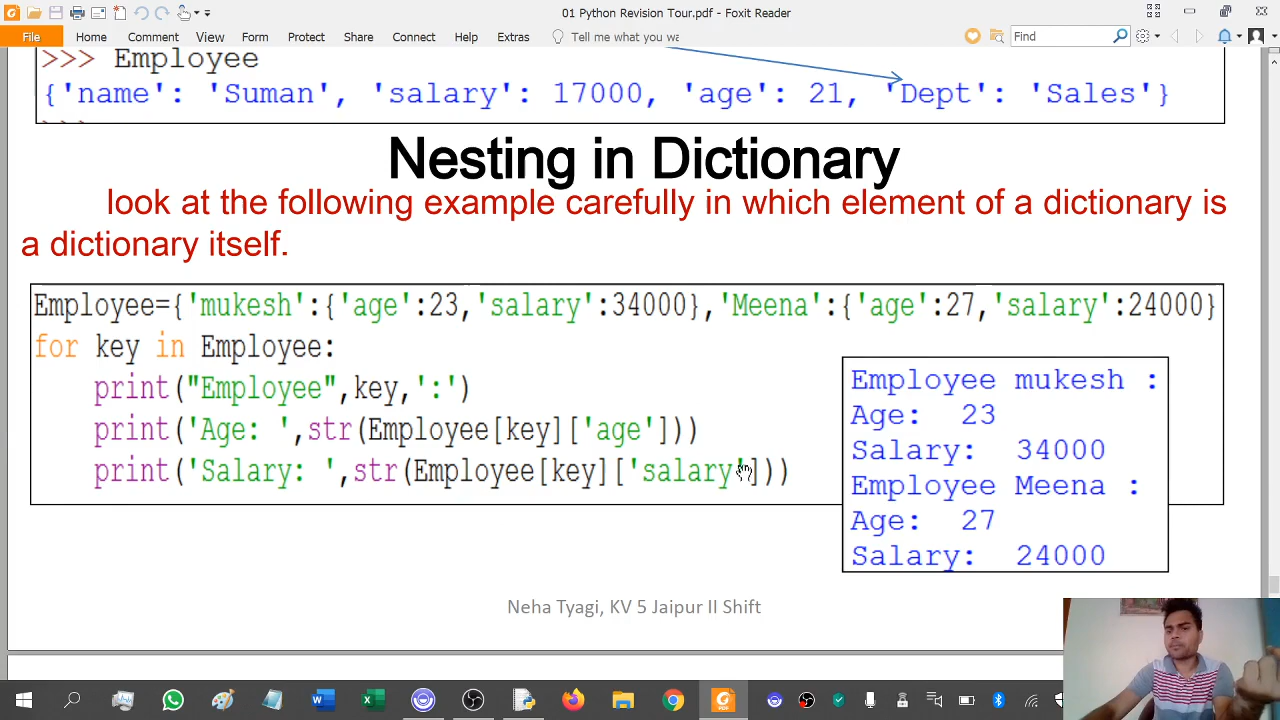 01 Python Revision Tour.pdf - Foxit Reader
File Home Comment View Form Protect Share Connect Help Extras Tell me what you wa Find
>>> Employee
{'name': 'Suman', 'salary': 17000, 'age': 21, 'Dept': 'Sales'}
Nesting in Dictionary
look at the following example carefully in which element of a dictionary is
a dictionary itself.
Employee={'mukesh':{'age':23,'salary':34000},'Meena':{'age':27,'salary':24000}
for key in Employee:
print("Employee",key,':')
print('Age: ',str(Employee[key]['age']))
print('Salary: ',str(Employee[key]['salary']))
Employee mukesh :
Age: 23
Salary: 34000
Employee Meena :
Age: 27
Salary: 24000
Neha Tyagi, KV 5 Jaipur II Shift